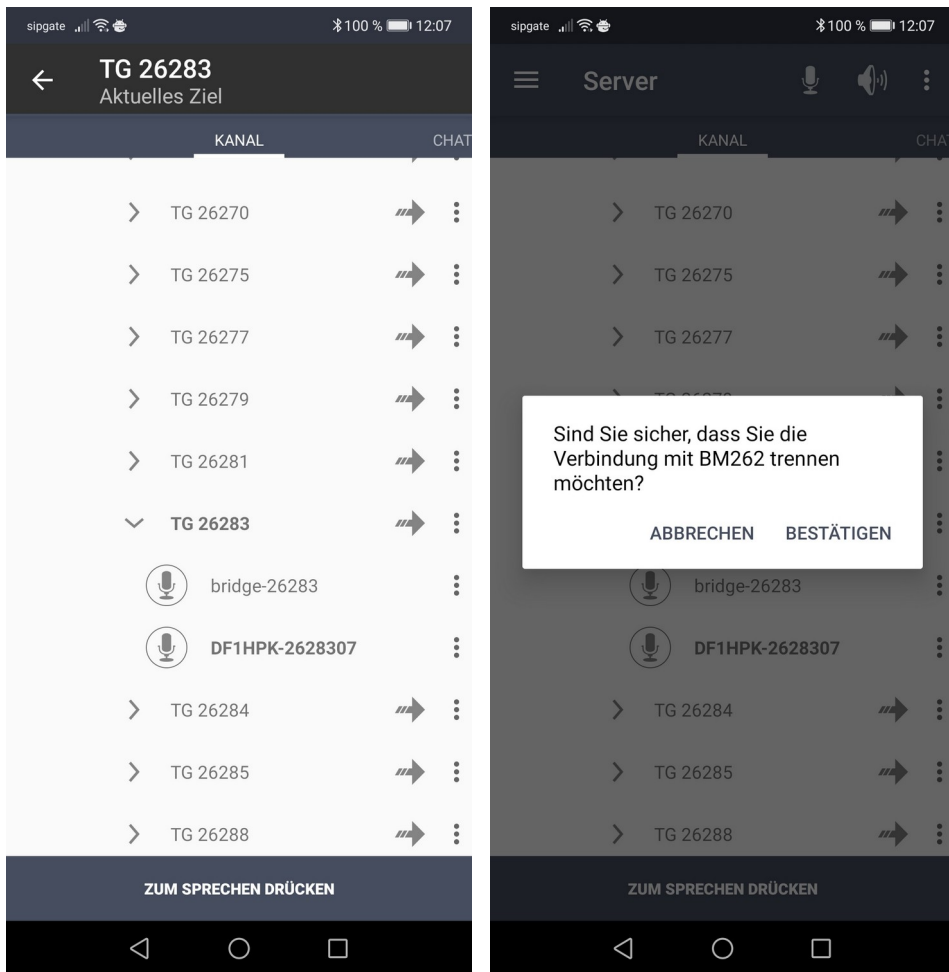 sipgate 100 % 12:07
TG 26283
Aktuelles Ziel
KANAL CHAT
TG 26270
TG 26275
TG 26277
TG 26279
TG 26281
TG 26283
bridge-26283
DF1HPK-2628307
TG 26284
TG 26285
TG 26288
ZUM SPRECHEN DRÜCKEN
sipgate 100 % 12:07
Server
KANAL CHA
TG 26270
TG 26275
TG 26277
Sind Sie sicher, dass Sie die
Verbindung mit BM262 trennen
möchten?
ABBRECHEN BESTÄTIGEN
bridge-26283
DF1HPK-2628307
TG 26284
TG 26285
TG 26288
ZUM SPRECHEN DRÜCKEN